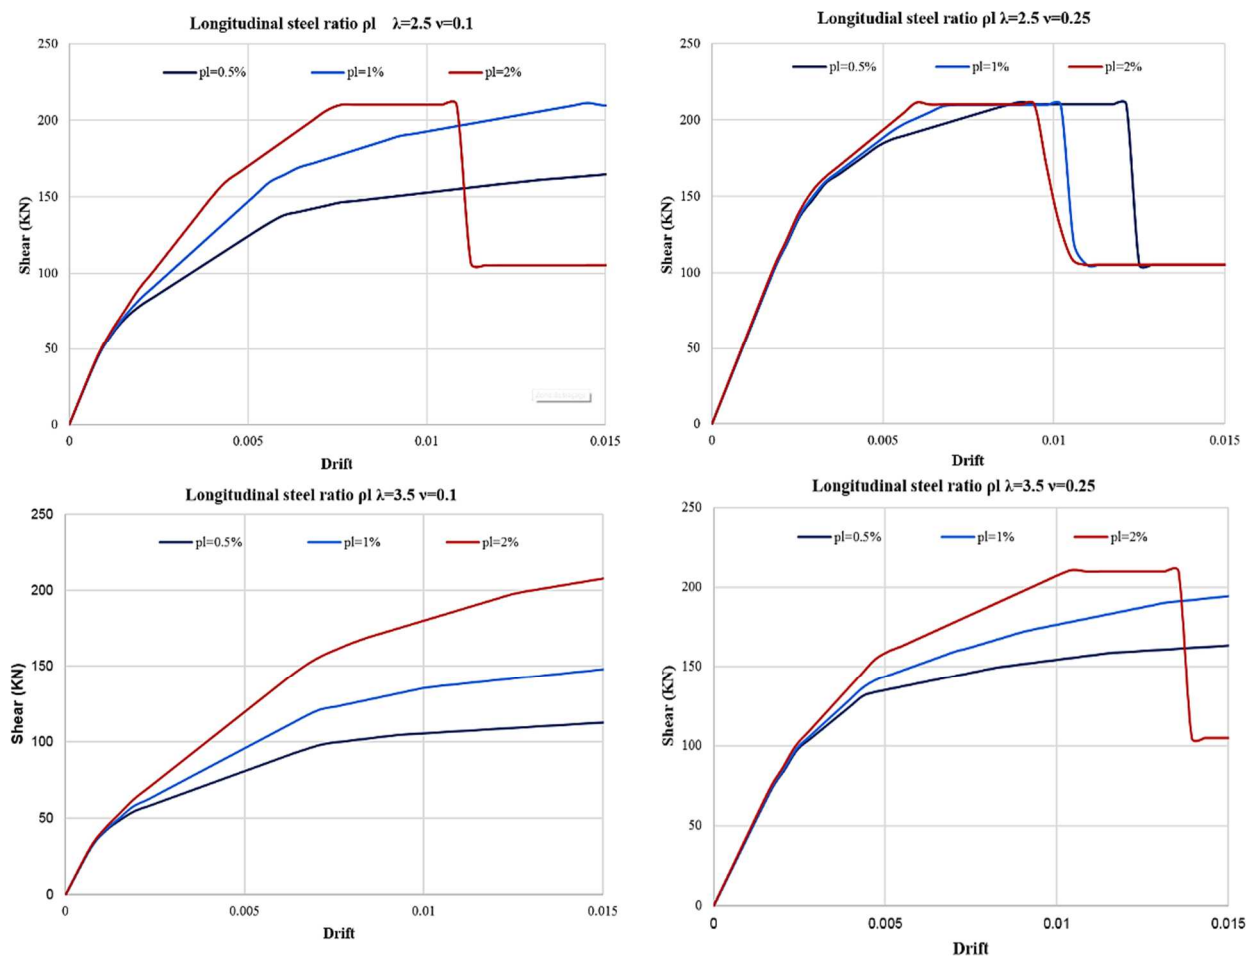 Longitudinal steel ratio ρl λ=2.5 ν=0.1
250
200
150
100
50
0
pl=0.5%
pl=1%
pl=2%
Shear (KN)
0
0.005
0.01
0.015
Drift
Longitudial steel ratio ρl λ=2.5 ν=0.25
250
200
150
100
50
0
pl=0.5%
pl=1%
pl=2%
Shear (KN)
0
0.005
0.01
0.015
Drift
Longitudinal steel ratio ρl λ=3.5 ν=0.1
250
200
150
100
50
0
pl=0.5%
pl=1%
pl=2%
Shear (KN)
0
0.005
0.01
0.015
Drift
Longitudinal steel ratio ρl λ=3.5 ν=0.25
250
200
150
100
50
0
pl=0.5%
pl=1%
pl=2%
Shear (KN)
0
0.005
0.01
0.015
Drift